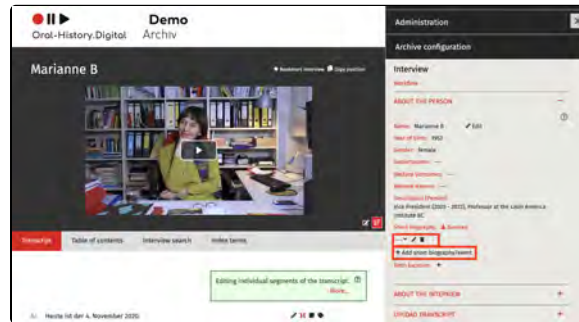 Oral-History.Digital
Demo
Archiv
Marianne B
Bookmark interview Copy position
Transcript Table of contents Interview search Index terms
Editing individual segments of the transcript.
More...
Heute ist der 4. November 2020.
Administration
Archive configuration
Interview
Workflow
ABOUT THE PERSON
Name: Marianne B Edit
Year of birth: 1952
Gender: female
Description (Person):
Vice President (2005 - 2012), Professor at the Latin America
Institute
Short biography:
+ Add short biography/event
ABOUT THE INTERVIEW +
UPLOAD TRANSCRIPT +